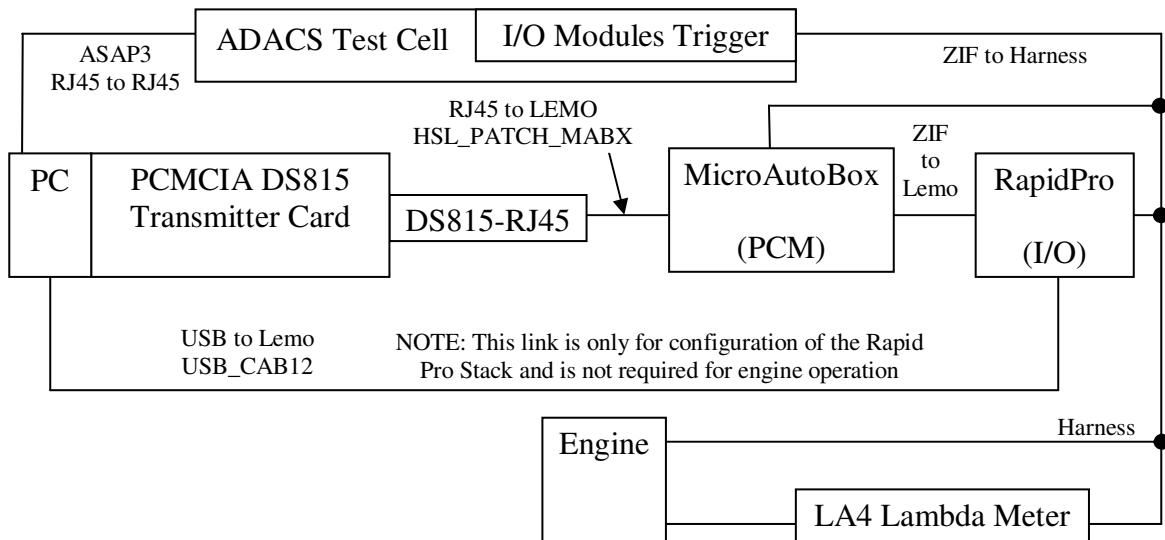 ADACS Test Cell
I/O Modules Trigger
ASAP3
RJ45 to RJ45
ZIF to Harness
RJ45 to LEMO
HSL_PATCH_MABX
PC
PCMCIA DS815
Transmitter Card
DS815-RJ45
MicroAutoBox
(PCM)
ZIF
to
Lemo
RapidPro
(I/O)
USB to Lemo
USB_CAB12
NOTE: This link is only for configuration of the Rapid
Pro Stack and is not required for engine operation
Engine
Harness
LA4 Lambda Meter